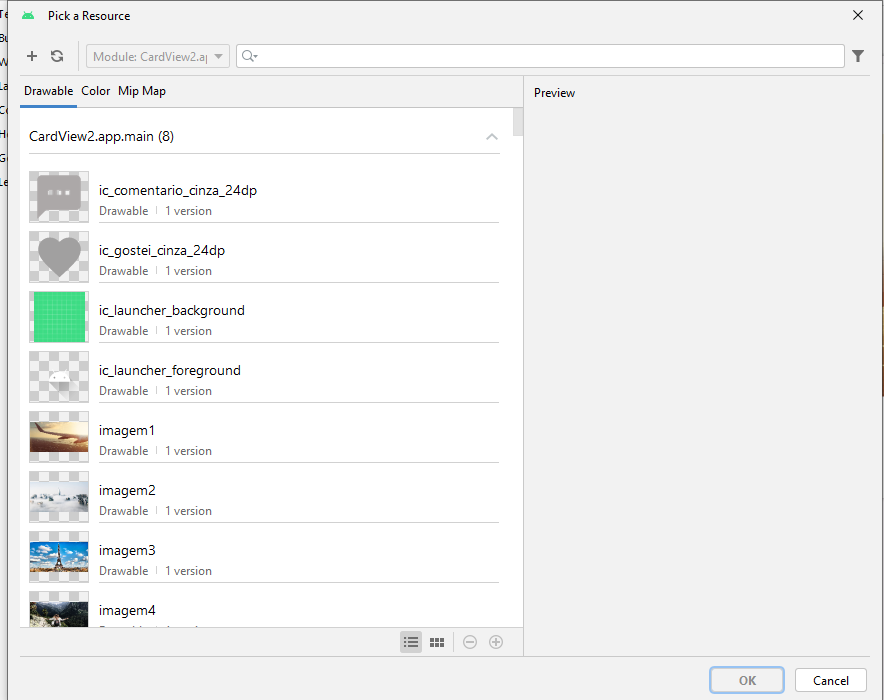 Pick a Resource
Module: CardView2.a
Drawable Color Mip Map
Preview
CardView2.app.main (8)
ic_comentario_cinza_24dp
Drawable 1 version
ic_gostei_cinza_24dp
Drawable 1 version
ic_launcher_background
Drawable 1 version
ic_launcher_foreground
Drawable 1 version
imagem1
Drawable 1 version
imagem2
Drawable 1 version
imagem3
Drawable 1 version
imagem4
OK Cancel